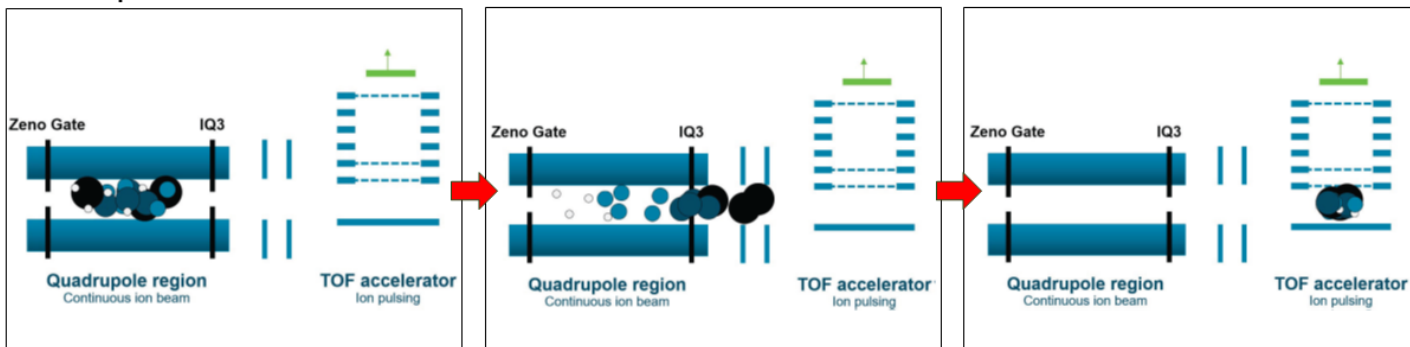 Zeno Gate IQ3
Quadrupole region TOF accelerator
Continuous ion beam Ion pulsing
Zeno Gate IQ3
Quadrupole region TOF accelerator
Continuous ion beam Ion pulsing
Zeno Gate IQ3
Quadrupole region TOF accelerator
Continuous ion beam Ion pulsing